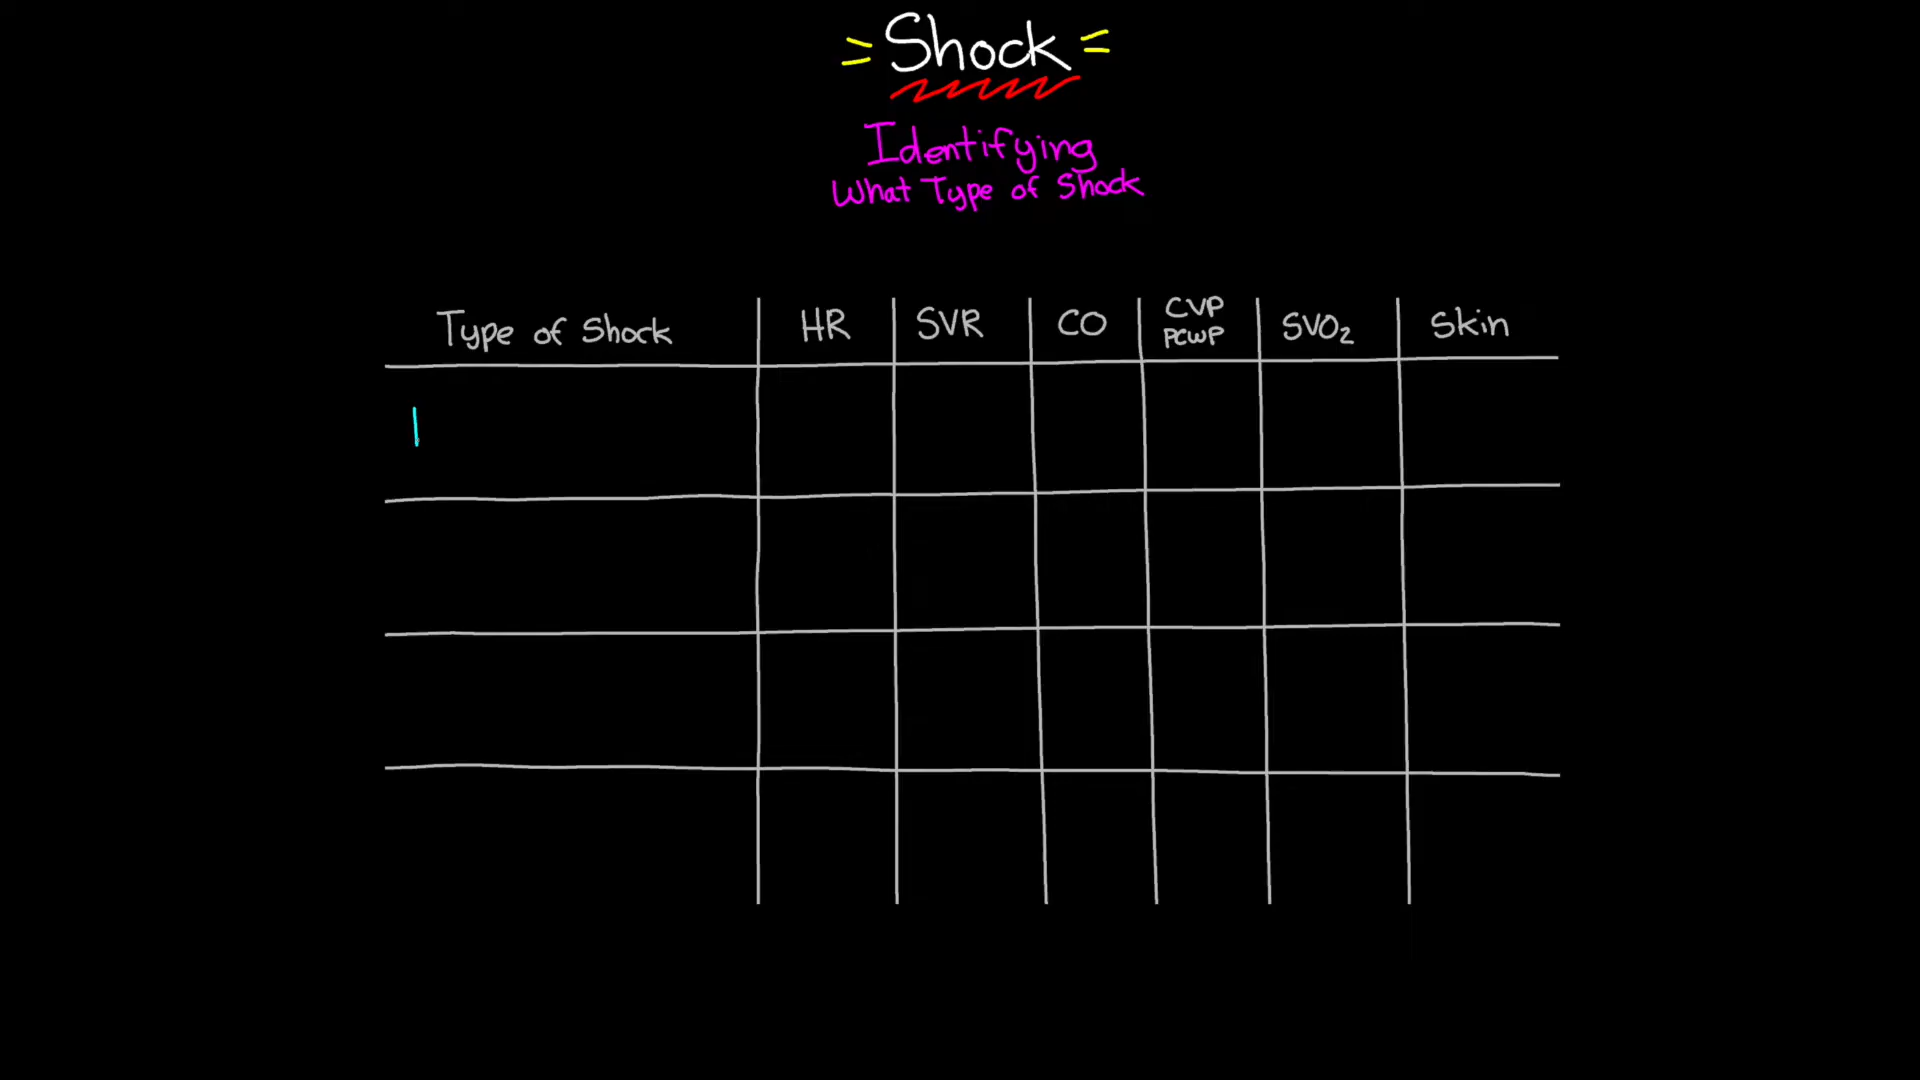 Shock
Identifying
What Type of Shock
Type of Shock HR SVR CO CVP PCWP SVO2 Skin